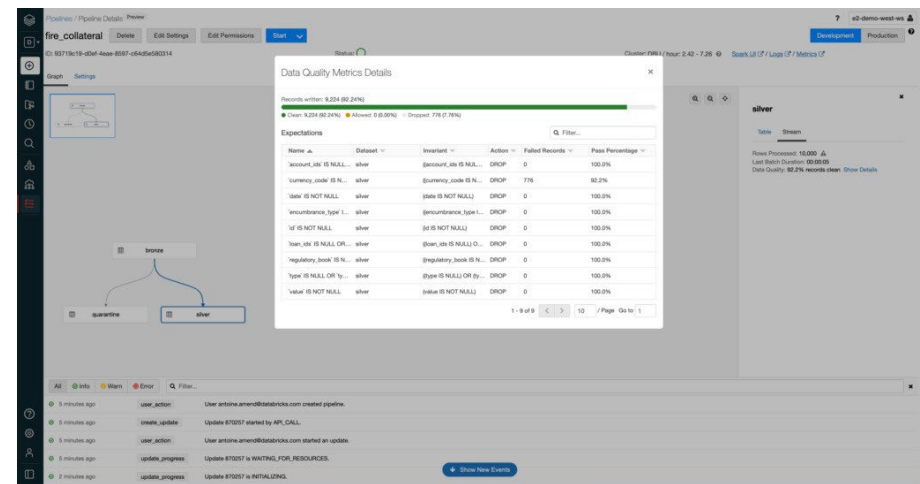 Pipelines / Pipeline Details Preview
? e2-demo-west-ws
fire_collateral Delete Edit Settings Edit Permissions Start
Development Production
Status:
Cluster: DBU / hour: 2.42 - 7.26 Spark UI / Logs / Metrics
Graph Settings
Data Quality Metrics Details
Records written: 9,224 (92.24%)
Clean: 9,224 (92.24%) Allowed: 0 (0.00%) Dropped: 776 (7.76%)
Expectations
Filter...
Name Dataset Invariant Action Failed Records Pass Percentage
`account_ids` IS NULL... silver ((account_ids IS NUL... DROP 0 100.0%
`currency_code` IS N... silver ((currency_code IS N... DROP 776 92.2%
`date` IS NOT NULL silver (date IS NOT NULL) DROP 0 100.0%
`encumbrance_type` I... silver ((encumbrance_type I... DROP 0 100.0%
`id` IS NOT NULL silver (id IS NOT NULL) DROP 0 100.0%
`loan_ids` IS NULL OR... silver ((loan_ids IS NULL) O... DROP 0 100.0%
`regulatory_book` IS N... silver ((regulatory_book IS N... DROP 0 100.0%
`type` IS NULL OR `ty... silver ((type IS NULL) OR (ty... DROP 0 100.0%
`value` IS NOT NULL silver (value IS NOT NULL) DROP 0 100.0%
1 - 9 of 9 10 / Page Go to 1
silver
Table Stream
Rows Processed: 10,000
Last Batch Duration: 00:00:05
Data Quality: 92.2% records clean Show Details
bronze
quarantine silver
All Info Warn Error Filter...
5 minutes ago user_action User antoine.amend@databricks.com created pipeline.
5 minutes ago create_update Update 870257 started by API_CALL.
5 minutes ago user_action User antoine.amend@databricks.com started an update.
5 minutes ago update_progress Update 870257 is WAITING_FOR_RESOURCES.
2 minutes ago update_progress Update 870257 is INITIALIZING.
Show New Events